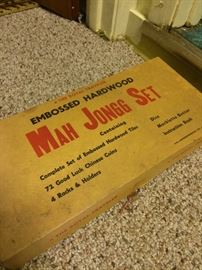 EMBOSSED HARDWOOD
MAH JONGG SET
Containing
Complete Set of Embossed Hardwood Tiles
72 Good Luck Chinese Coins
4 Racks & Holders
Dice
Instruction Book